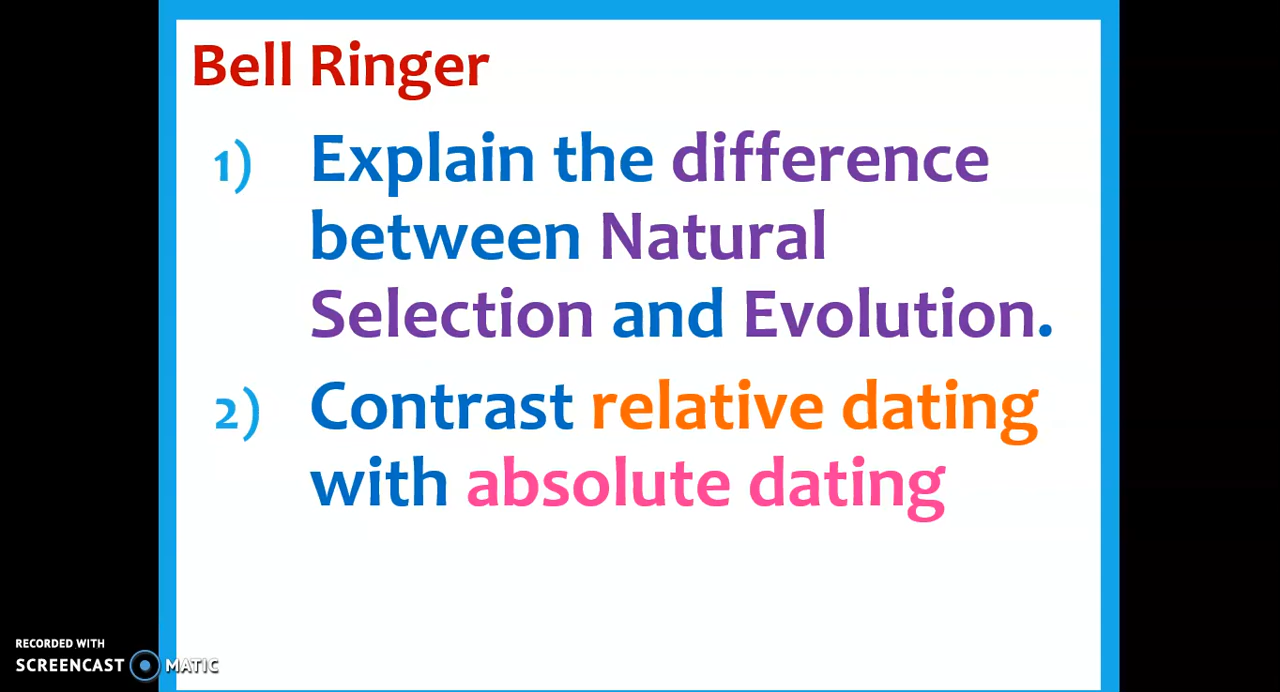 Bell Ringer
1) Explain the difference
between Natural
Selection and Evolution.
2) Contrast relative dating
with absolute dating
RECORDED WITH
SCREENCAST MATIC